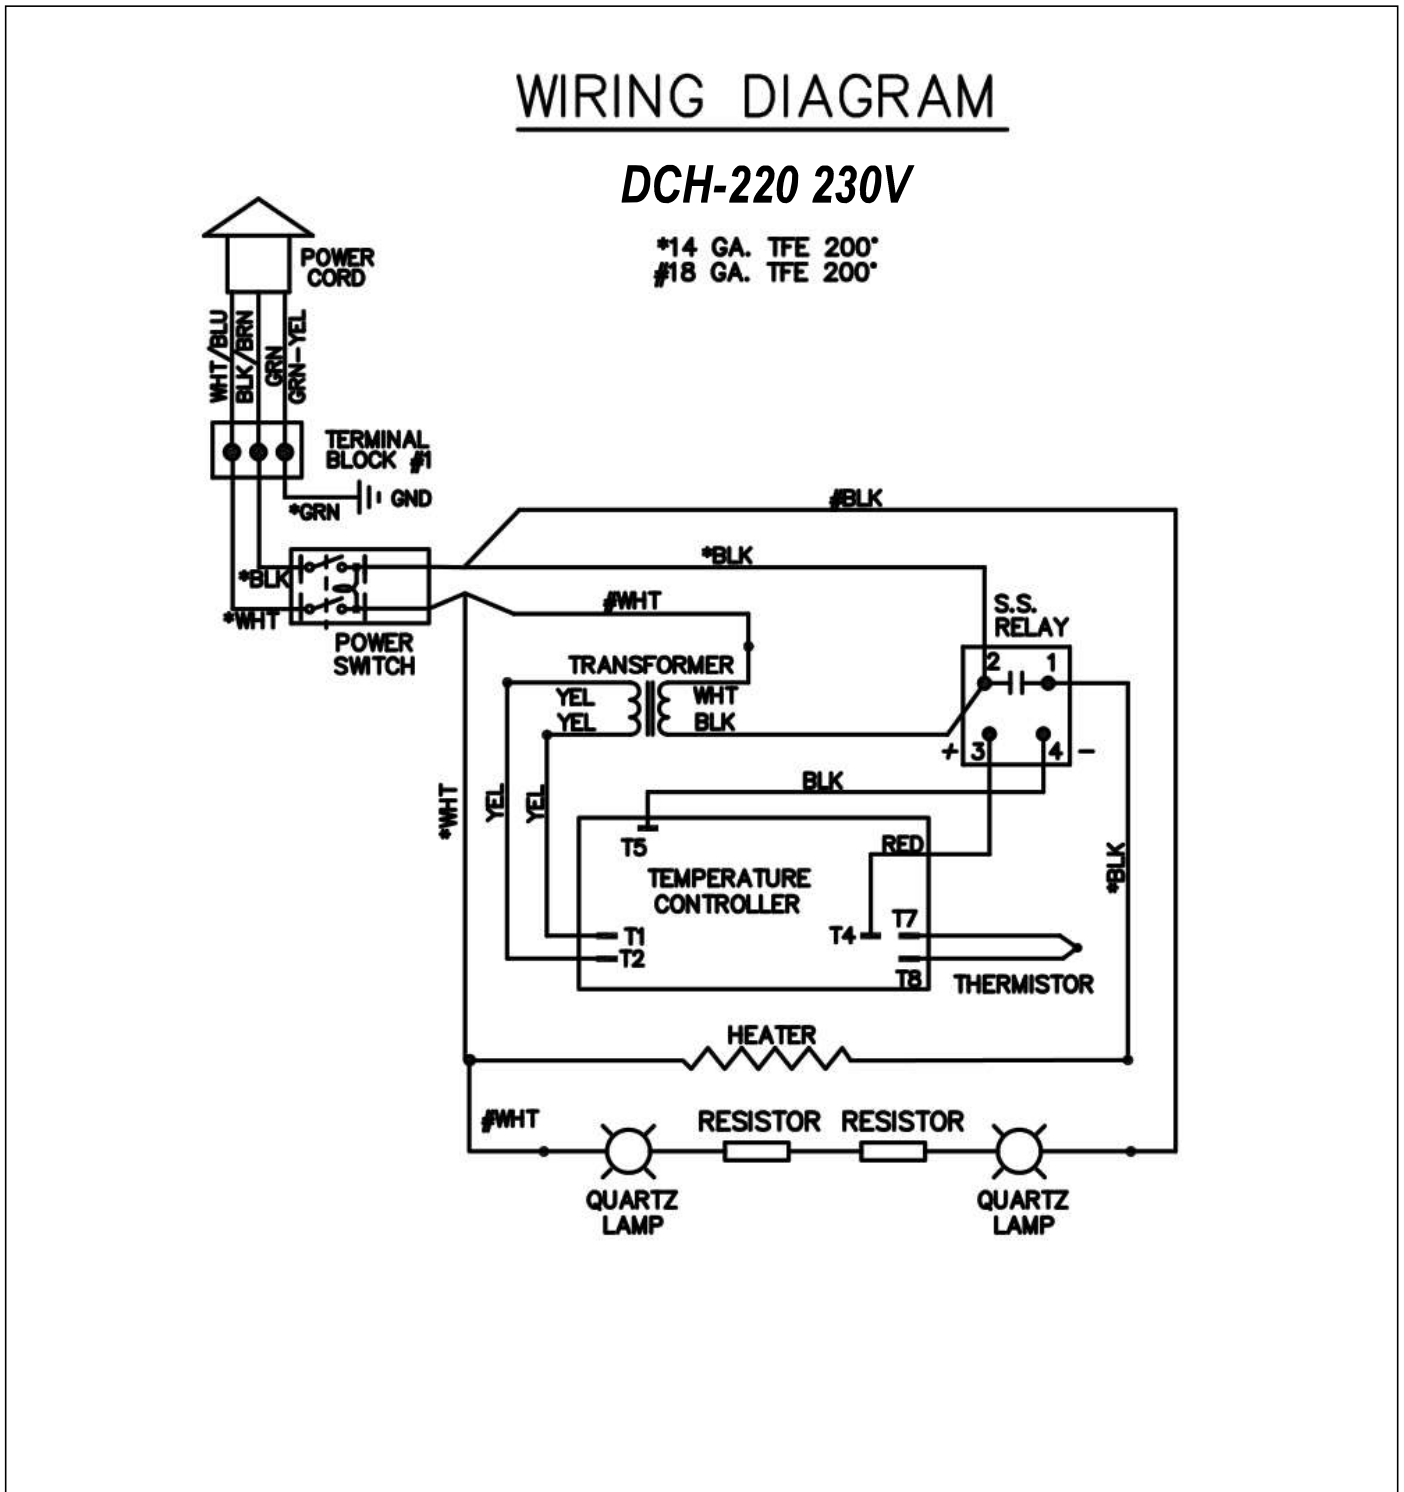 WIRING DIAGRAM
DCH-220 230V
*14 GA. TFE 200°
#18 GA. TFE 200°
POWER
CORD
WHT/BLU
BLK/BRN
GRN
GRN-YEL
TERMINAL
BLOCK #1
*GRN
GND
#BLK
*BLK
*BLK
*WHT
POWER
SWITCH
#WHT
S.S.
RELAY
2
1
TRANSFORMER
YEL
WHT
YEL
BLK
+
3
4
-
*WHT
YEL
YEL
BLK
T5
RED
TEMPERATURE
CONTROLLER
*BLK
T1
T2
T4
T7
T8
THERMISTOR
HEATER
#WHT
RESISTOR
RESISTOR
QUARTZ
LAMP
QUARTZ
LAMP